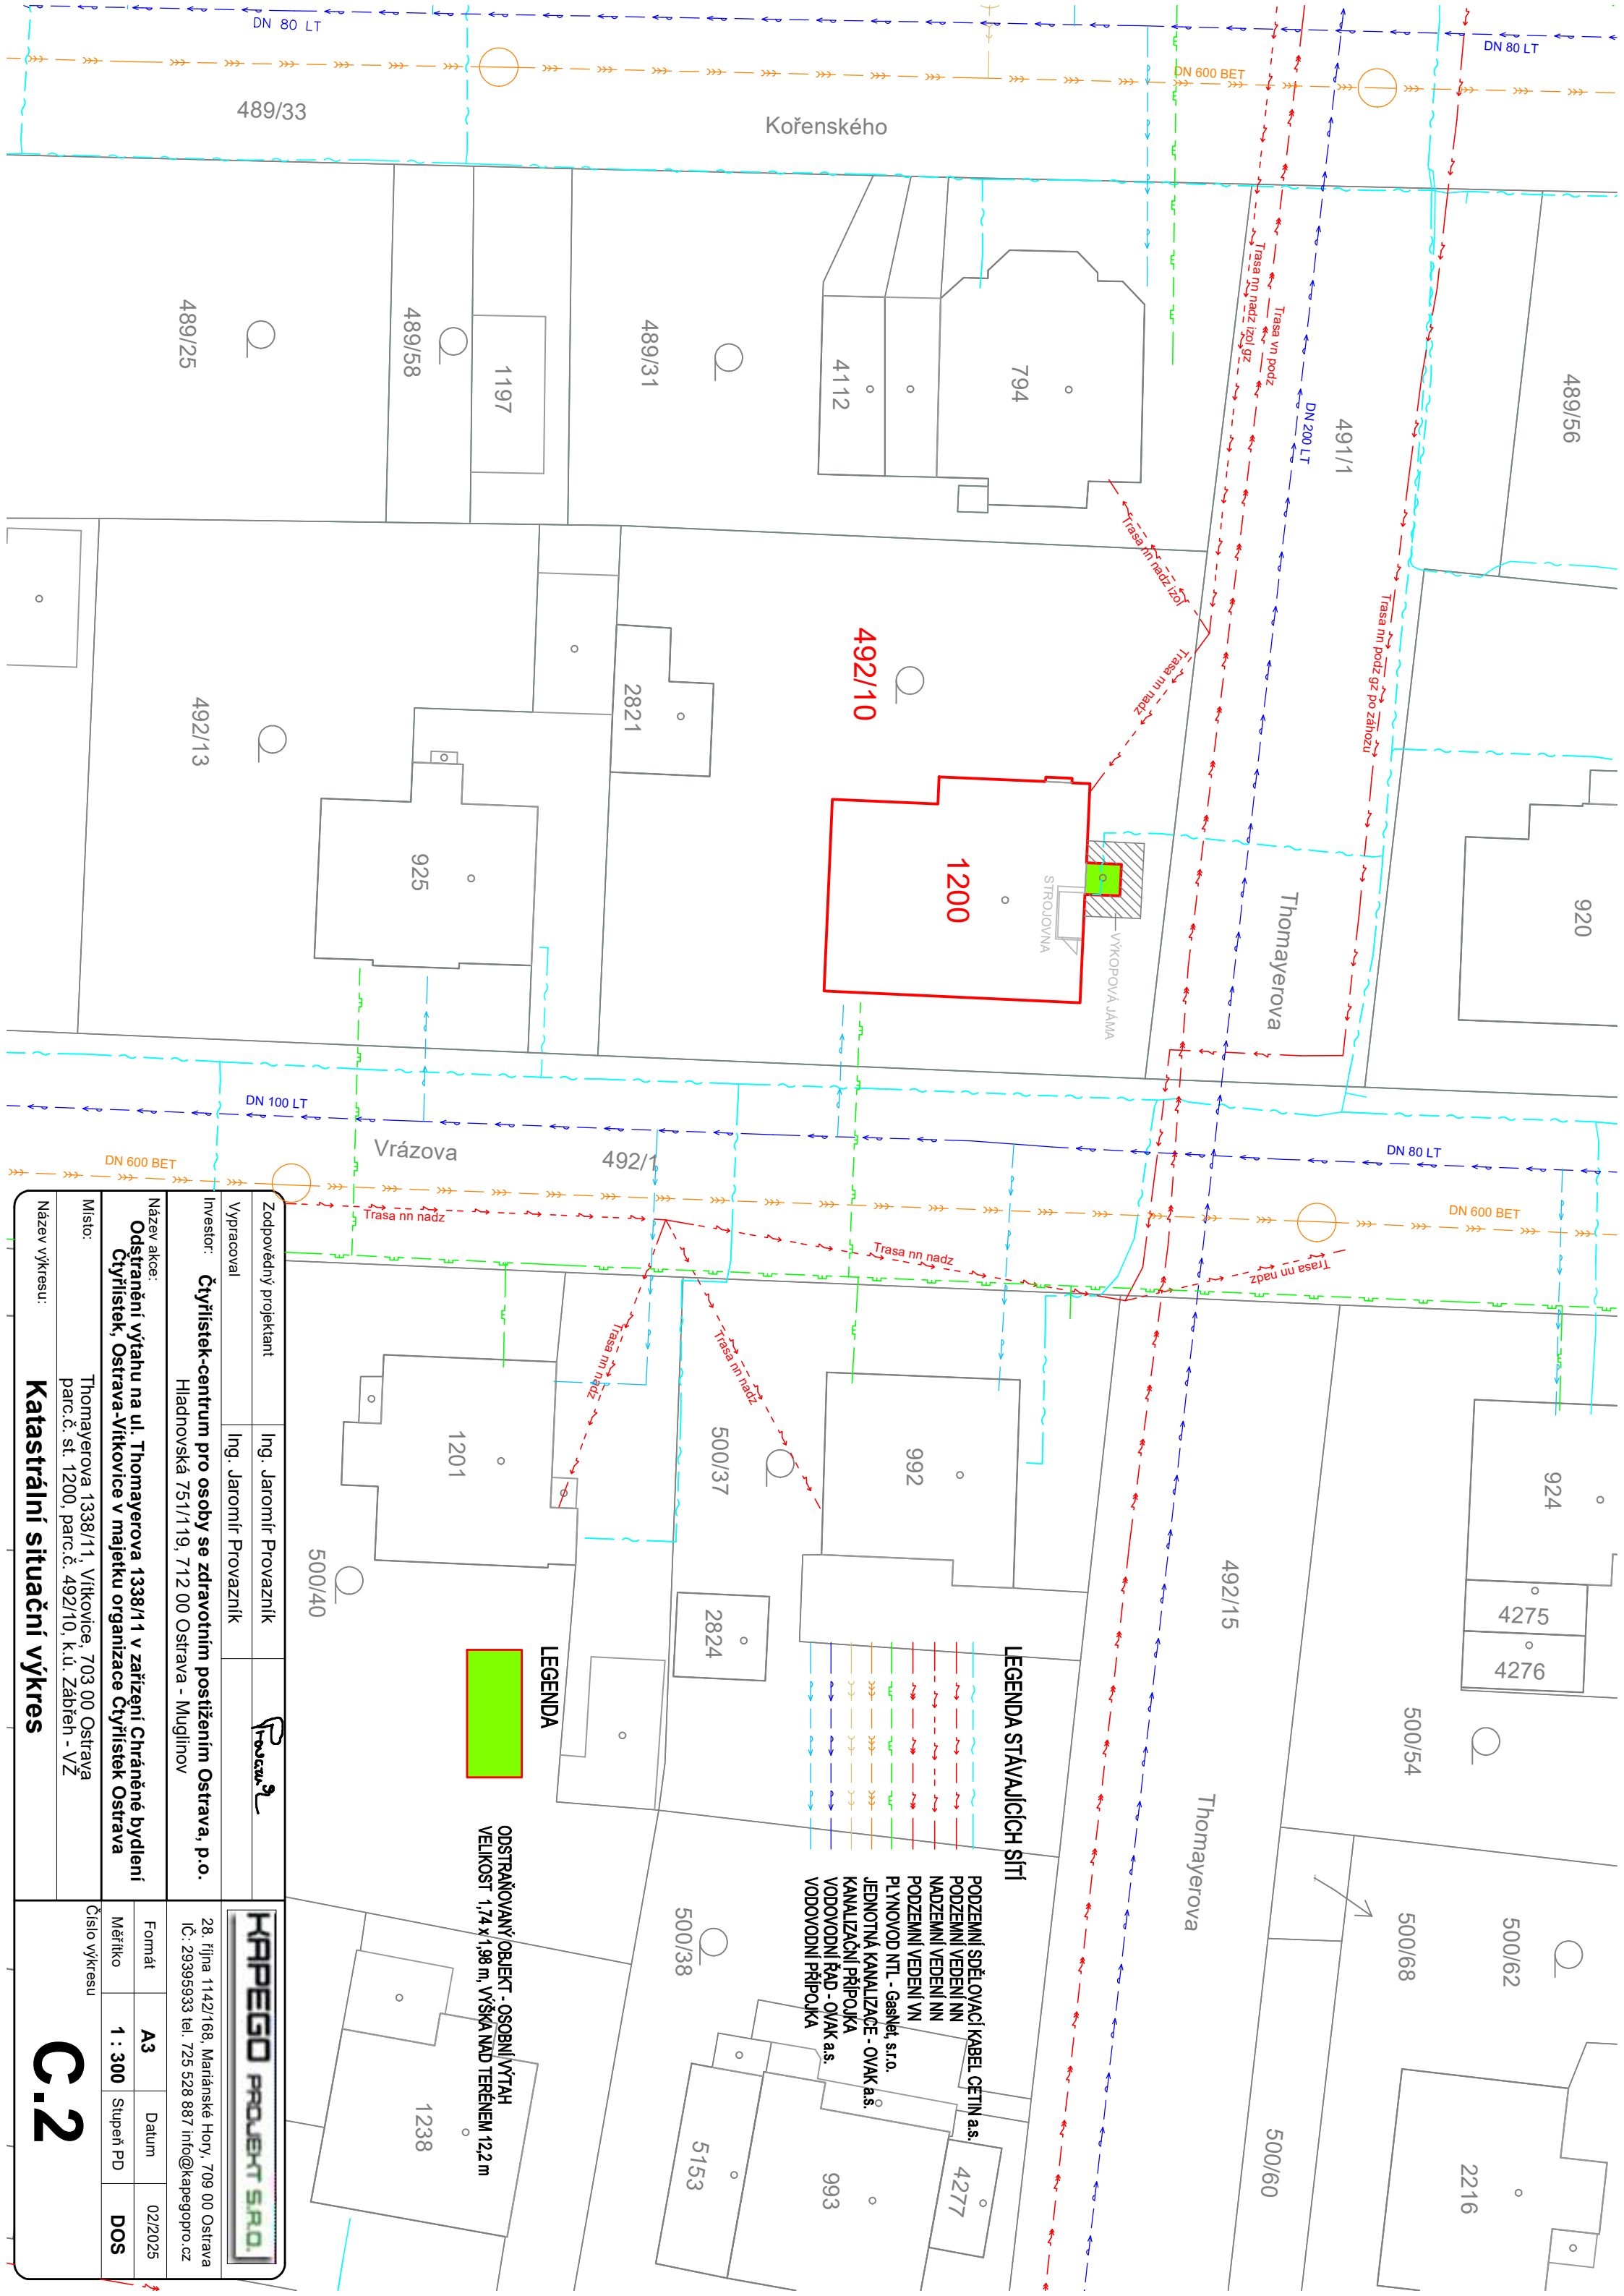 DN 80 LT
DN 80 LT
DN 600 BET
489/33
Kořenského
489/25
489/58
1197
489/31
4112
794
Trasa nn nadz izol gz
Trasa vn podz
DN 200 LT
491/1
489/56
Trasa nn nadz izol
Trasa nn nadz
Trasa nn podz gz po záhozu
492/10
2821
492/13
925
1200
STROJOVNA
VÝKOPOVÁ JÁMA
Thomayerova
920
DN 100 LT
Vrázova
492/1
DN 80 LT
DN 600 BET
DN 600 BET
Trasa nn nadz
Trasa nn nadz
Trasa nn nadz
Trasa nn nadz
Trasa nn nadz
1201
500/37
992
500/40
2824
492/15
924
4275
4276
500/54
Thomayerova
500/38
500/68
500/62
1238
5153
993
4277
500/60
2216
LEGENDA STÁVAJÍCÍCH SÍTÍ
PODZEMNÍ SDĚLOVACÍ KABEL CETIN a.s.
PODZEMNÍ VEDENÍ NN
NADZEMNÍ VEDENÍ NN
PODZEMNÍ VEDENÍ VN
PLYNOVOD NTL - GasNet, s.r.o.
JEDNOTNÁ KANALIZACE - OVAK a.s.
KANALIZAČNÍ PŘÍPOJKA
VODOVODNÍ ŘAD - OVAK a.s.
VODOVODNÍ PŘÍPOJKA
LEGENDA
ODSTRAŇOVANÝ OBJEKT - OSOBNÍ VÝTAH
VELIKOST 1,74 x 1,98 m, VÝŠKA NAD TERÉNEM 12,2 m
Zodpovědný projektant
Ing. Jaromír Provazník
Vypracoval
Ing. Jaromír Provazník
Investor:
Čtyřlístek-centrum pro osoby se zdravotním postižením Ostrava, p.o.
Hladnovská 751/119, 712 00 Ostrava - Muglinov
Název akce:
Odstranění výtahu na ul. Thomayerova 1338/11 v zařízení Chráněné bydlení
Čtyřlístek, Ostrava-Vítkovice v majetku organizace Čtyřlístek Ostrava
Místo:
Thomayerova 1338/11, Vítkovice, 703 00 Ostrava
parc.č. st. 1200, parc.č. 492/10, k.ú. Zábřeh - VŽ
Název výkresu:
Katastrální situační výkres
KAPEGO PROJEKT S.R.O.
28. října 1142/168, Mariánské Hory, 709 00 Ostrava
IČ: 29395933 tel. 725 528 887 info@kapegopro.cz
Formát
A3
Datum
02/2025
Měřítko
1 : 300
Stupeň PD
DOS
Číslo výkresu
C.2